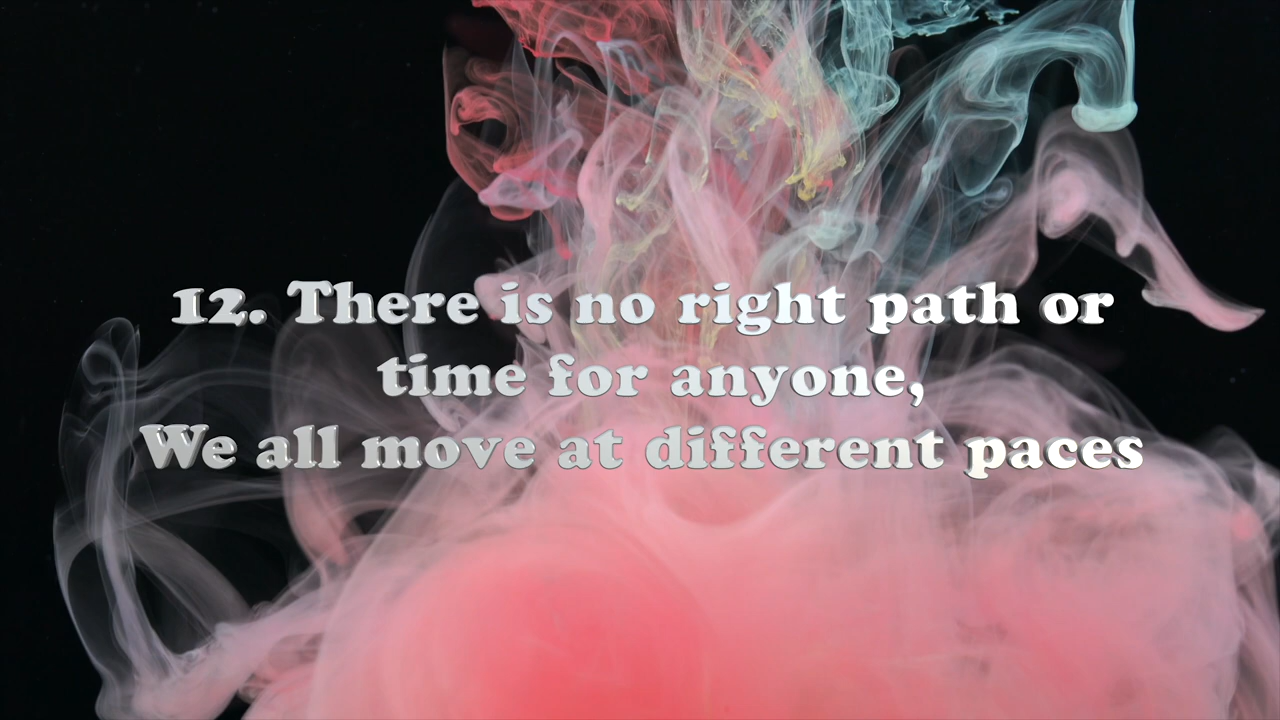 12. There is no right path or
time for anyone,
We all move at different paces